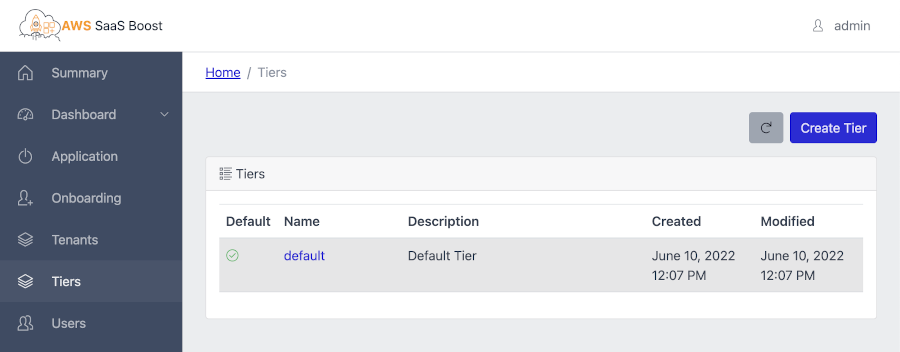 AWS SaaS Boost
admin
Summary
Dashboard
Application
Onboarding
Tenants
Tiers
Users
Home / Tiers
Create Tier
Tiers
Default Name Description Created Modified
default Default Tier June 10, 2022 June 10, 2022
12:07 PM 12:07 PM